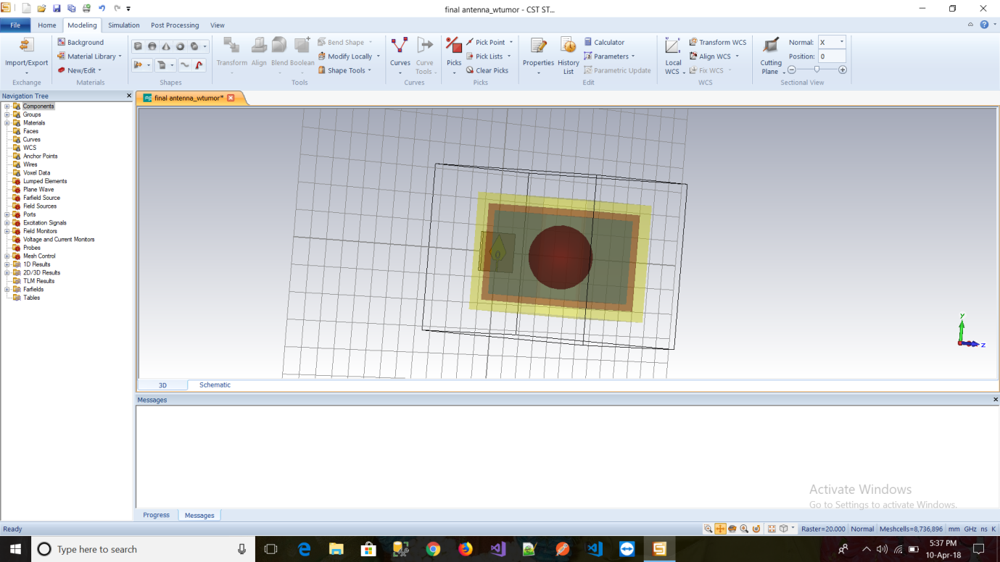 final antenna_wtumor - CST ST...
File Home Modeling Simulation Post Processing View
Import/Export
Exchange
Background
Material Library
New/Edit
Materials
Shapes
Transform Align Blend Boolean
Bend Shape
Modify Locally
Shape Tools
Tools
Curves Curve Tools
Curves
Picks
Pick Point
Pick Lists
Clear Picks
Picks
Properties History List
Calculator
Parameters
Parametric Update
Edit
Local WCS
Transform WCS
Align WCS
Fix WCS
WCS
Cutting Plane
Normal: X
Position: 0
Sectional View
Navigation Tree
Components
Groups
Materials
Faces
Curves
WCS
Anchor Points
Wires
Voxel Data
Lumped Elements
Plane Wave
Farfield Source
Field Sources
Ports
Excitation Signals
Field Monitors
Voltage and Current Monitors
Probes
Mesh Control
1D Results
2D/3D Results
TLM Results
Farfields
Tables
final antenna_wtumor*
y
z
3D Schematic
Messages
Activate Windows
Go to Settings to activate Windows.
Progress Messages
Ready
Raster=20.000 Normal Meshcells=8,736,896 mm GHz ns K
Type here to search
5:37 PM
10-Apr-18